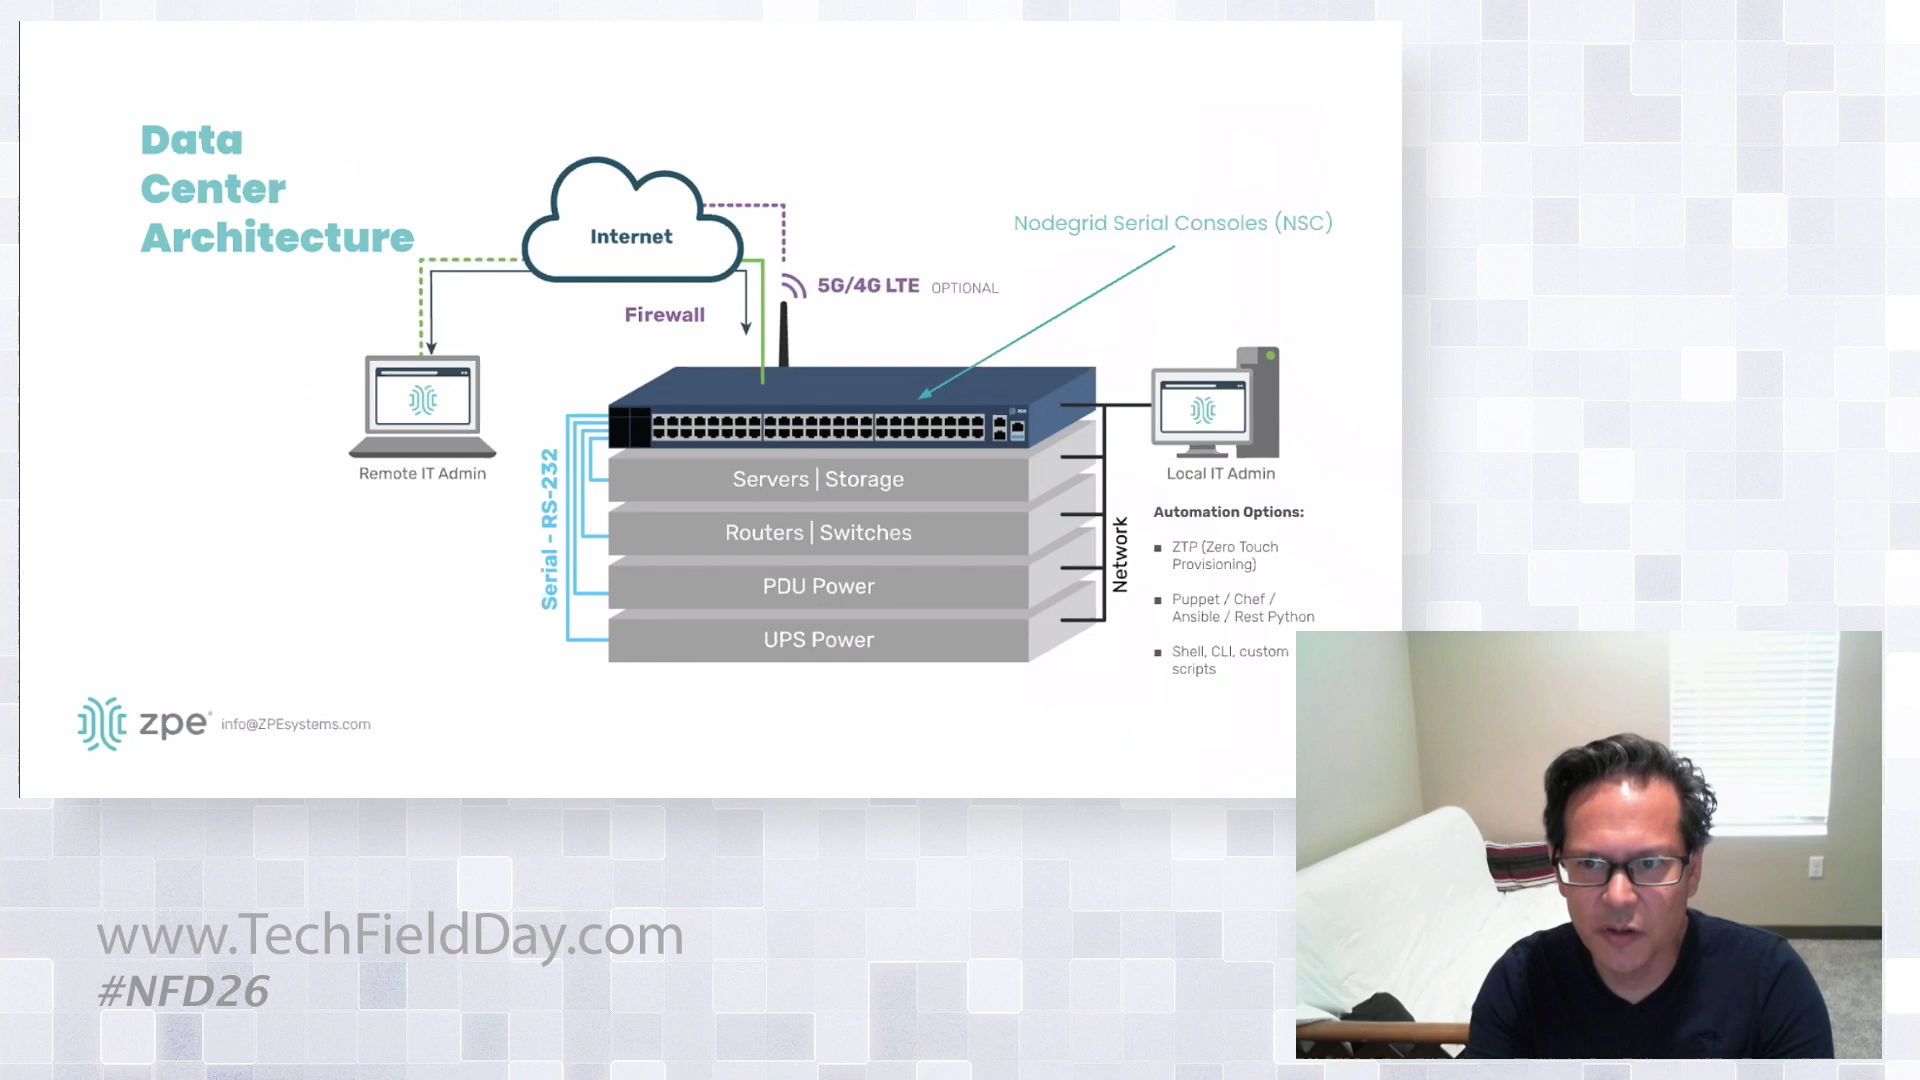 Data
Center
Architecture
Internet
Nodegrid Serial Consoles (NSC)
5G/4G LTE OPTIONAL
Firewall
Remote IT Admin
Local IT Admin
Serial - RS-232
Servers | Storage
Routers | Switches
PDU Power
UPS Power
Network
Automation Options:
▪ ZTP (Zero Touch
Provisioning)
▪ Puppet / Chef /
Ansible / Rest Python
▪ Shell, CLI, custom
scripts
zpe info@ZPEsystems.com
www.TechFieldDay.com
#NFD26